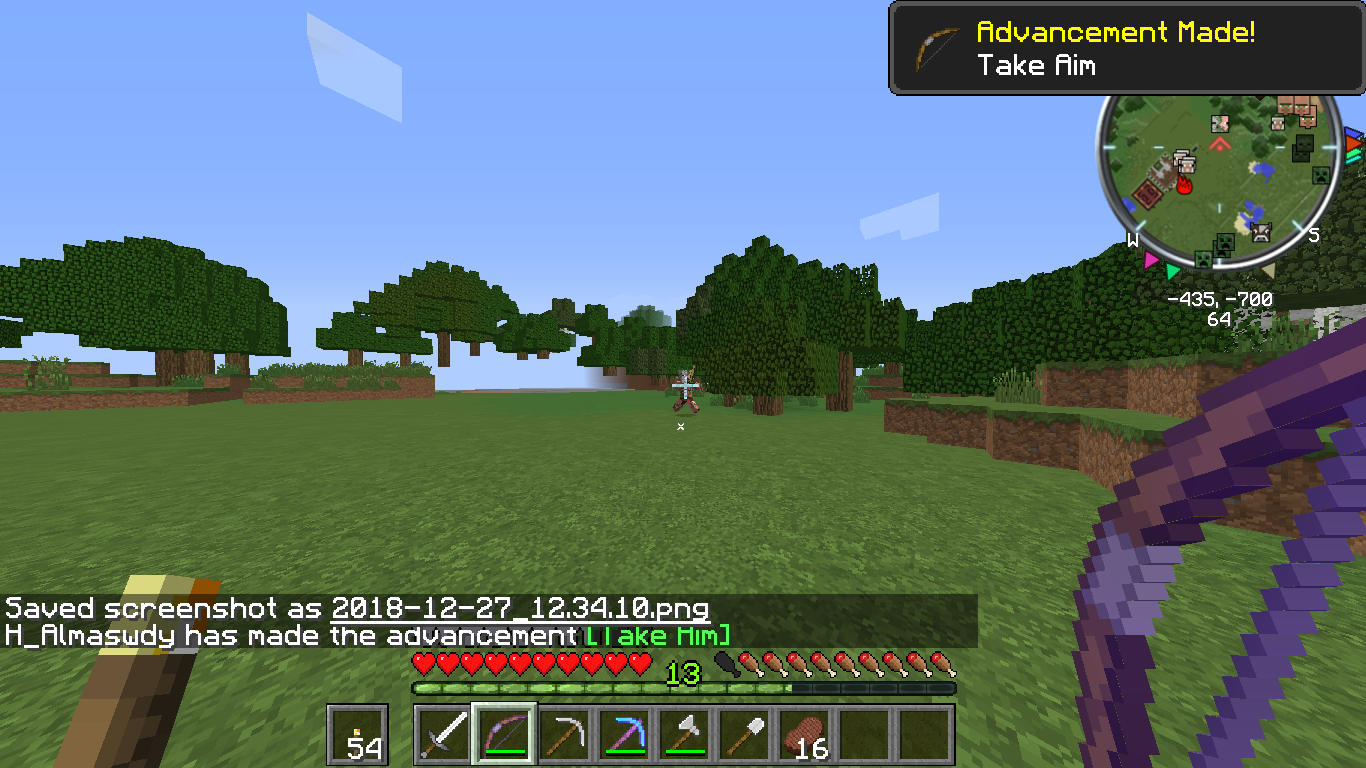 Advancement Made!
Take Aim
W
S
-435, -700
64
Saved screenshot as 2018-12-27_12.34.10.png
H_Almaswdy has made the advancement [Take Aim]
13
54
16